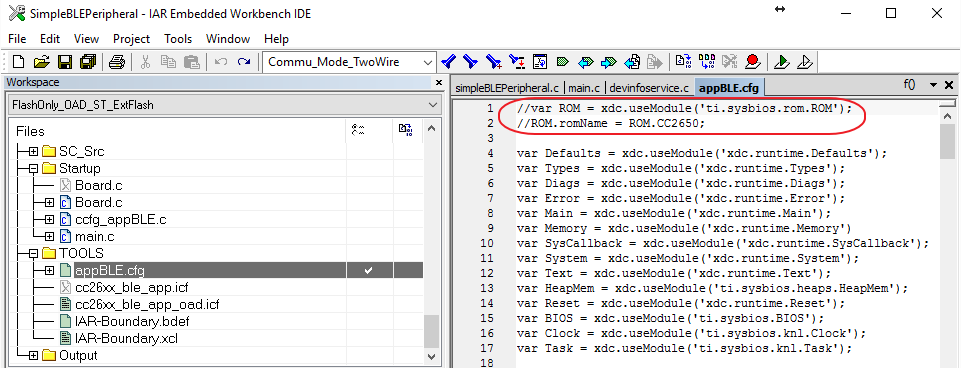 SimpleBLEPeripheral - IAR Embedded Workbench IDE
File Edit View Project Tools Window Help
Commu_Mode_TwoWire
Workspace
FlashOnly_OAD_ST_ExtFlash
Files
SC_Src
Startup
Board.c
Board.c
ccfg_appBLE.c
main.c
TOOLS
appBLE.cfg
cc26xx_ble_app.icf
cc26xx_ble_app_oad.icf
IAR-Boundary.bdef
IAR-Boundary.xcl
Output
simpleBLEPeripheral.c | main.c | devinfoservice.c appBLE.cfg f()
1 //var ROM = xdc.useModule('ti.sysbios.rom.ROM');
2 //ROM.romName = ROM.CC2650;
3
4 var Defaults = xdc.useModule('xdc.runtime.Defaults');
5 var Types = xdc.useModule('xdc.runtime.Types');
6 var Diags = xdc.useModule('xdc.runtime.Diags');
7 var Error = xdc.useModule('xdc.runtime.Error');
8 var Main = xdc.useModule('xdc.runtime.Main');
9 var Memory = xdc.useModule('xdc.runtime.Memory')
10 var SysCallback = xdc.useModule('xdc.runtime.SysCallback');
11 var System = xdc.useModule('xdc.runtime.System');
12 var Text = xdc.useModule('xdc.runtime.Text');
13 var HeapMem = xdc.useModule('ti.sysbios.heaps.HeapMem');
14 var Reset = xdc.useModule('xdc.runtime.Reset');
15 var BIOS = xdc.useModule('ti.sysbios.BIOS');
16 var Clock = xdc.useModule('ti.sysbios.knl.Clock');
17 var Task = xdc.useModule('ti.sysbios.knl.Task');
18